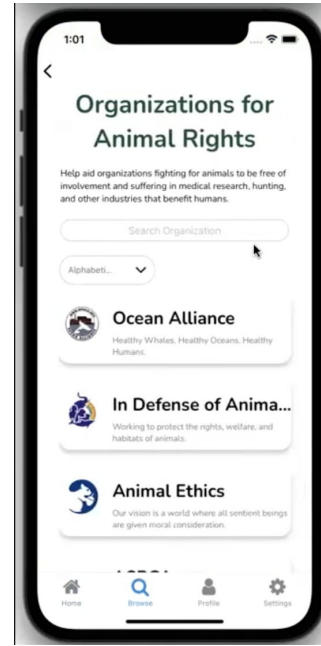 1:01
Organizations for
Animal Rights
Help aid organizations fighting for animals to be free of
involvement and suffering in medical research, hunting,
and other industries that benefit humans.
Search Organization
Alphabeti...
Ocean Alliance
Healthy Whales. Healthy Oceans. Healthy
Humans.
In Defense of Anima...
Working to protect the rights, welfare, and
habitats of animals.
Animal Ethics
Our vision is a world where all sentient beings
are given moral consideration.
Home
Browse
Profile
Settings